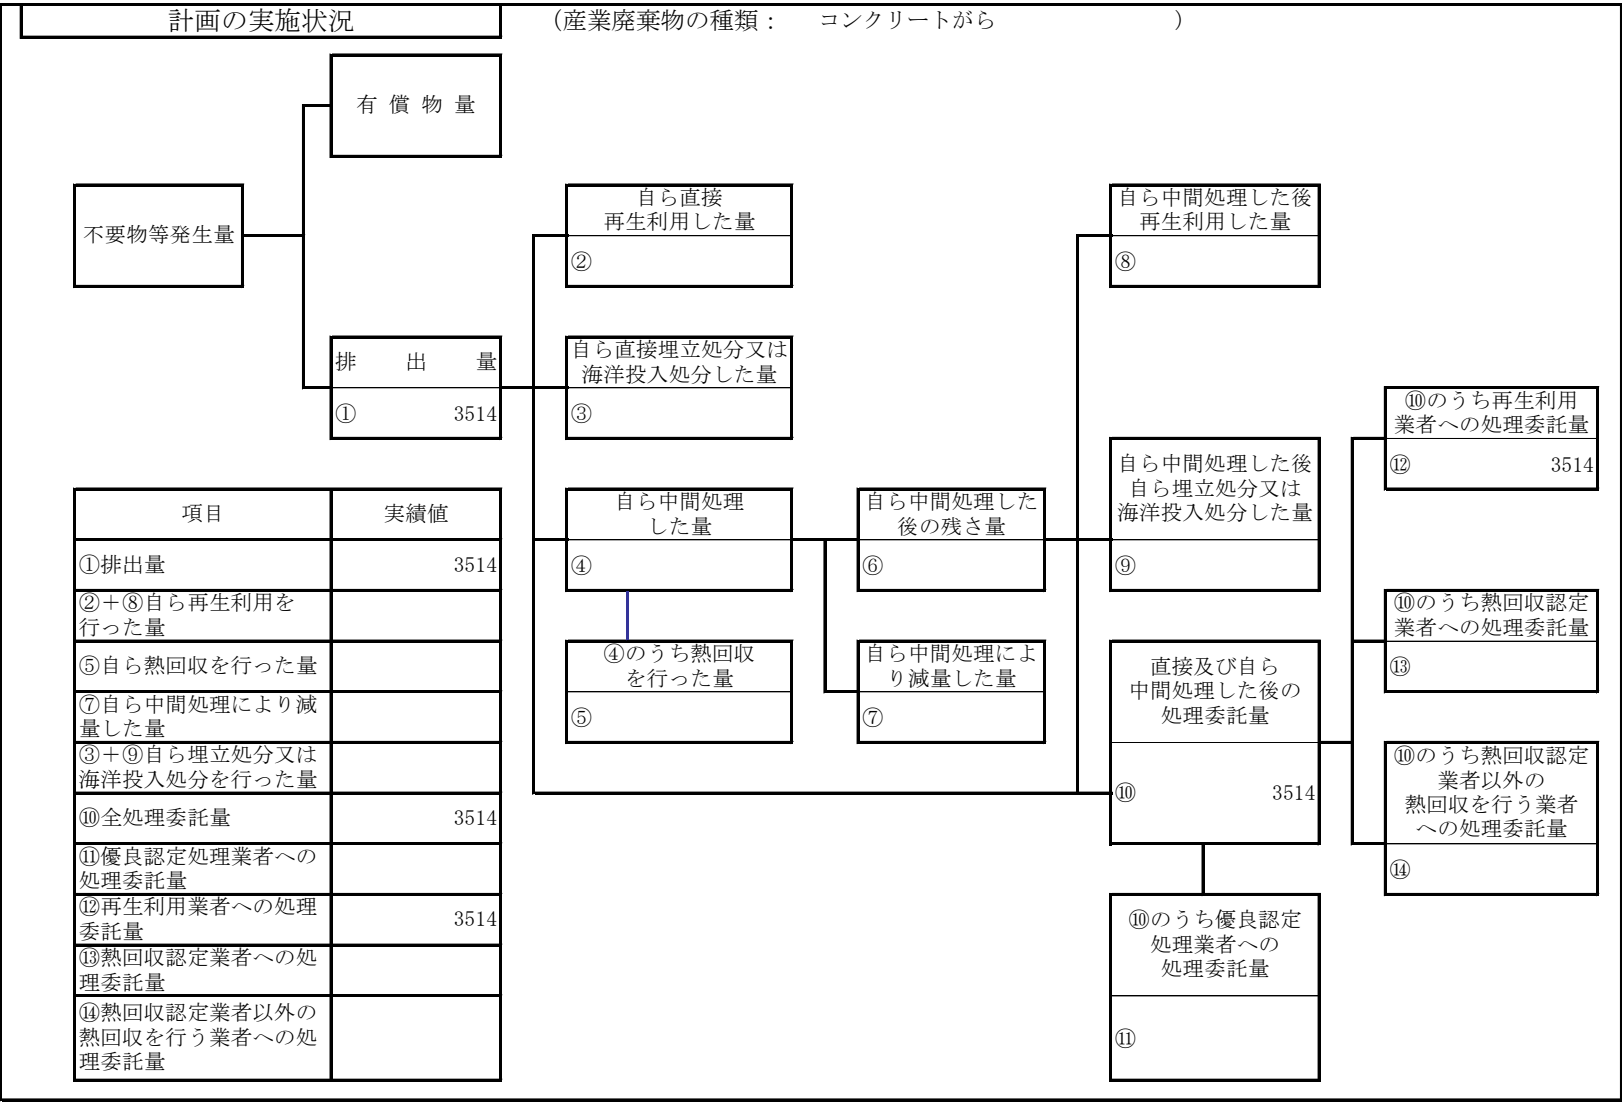 計画の実施状況
（産業廃棄物の種類： コンクリートがら ）
有償物量
不要物等発生量
自ら直接
再生利用した量
②
自ら中間処理した後
再生利用した量
⑧
排出量
① 3514
自ら直接埋立処分又は
海洋投入処分した量
③
⑩のうち再生利用
業者への処理委託量
⑫ 3514
自ら中間処理した後
自ら埋立処分又は
海洋投入処分した量
⑨
自ら中間処理
した量
④
自ら中間処理した
後の残さ量
⑥
④のうち熱回収
を行った量
⑤
自ら中間処理によ
り減量した量
⑦
直接及び自ら
中間処理した後の
処理委託量
⑩ 3514
⑩のうち熱回収認定
業者への処理委託量
⑬
⑩のうち熱回収認定
業者以外の
熱回収を行う業者
への処理委託量
⑭
⑩のうち優良認定
処理業者への
処理委託量
⑪
項目 実績値
①排出量 3514
②＋⑧自ら再生利用を
行った量
⑤自ら熱回収を行った量
⑦自ら中間処理により減
量した量
③＋⑨自ら埋立処分又は
海洋投入処分を行った量
⑩全処理委託量 3514
⑪優良認定処理業者への
処理委託量
⑫再生利用業者への処理
委託量 3514
⑬熱回収認定業者への処
理委託量
⑭熱回収認定業者以外の
熱回収を行う業者への処
理委託量